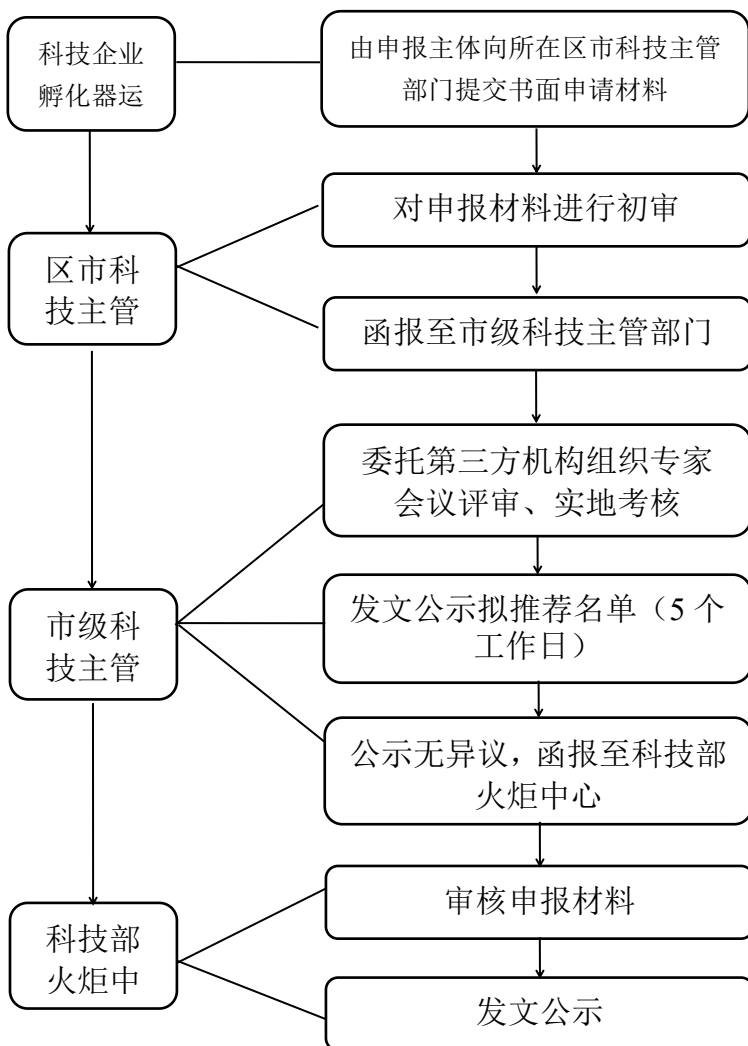 科技企业
孵化器运
由申报主体向所在区市科技主管
部门提交书面申请材料
对申报材料进行初审
区市科
技主管
函报至市级科技主管部门
委托第三方机构组织专家
会议评审、实地考核
市级科
技主管
发文公示拟推荐名单（5 个
工作日）
公示无异议，函报至科技部
火炬中心
审核申报材料
科技部
火炬中
发文公示